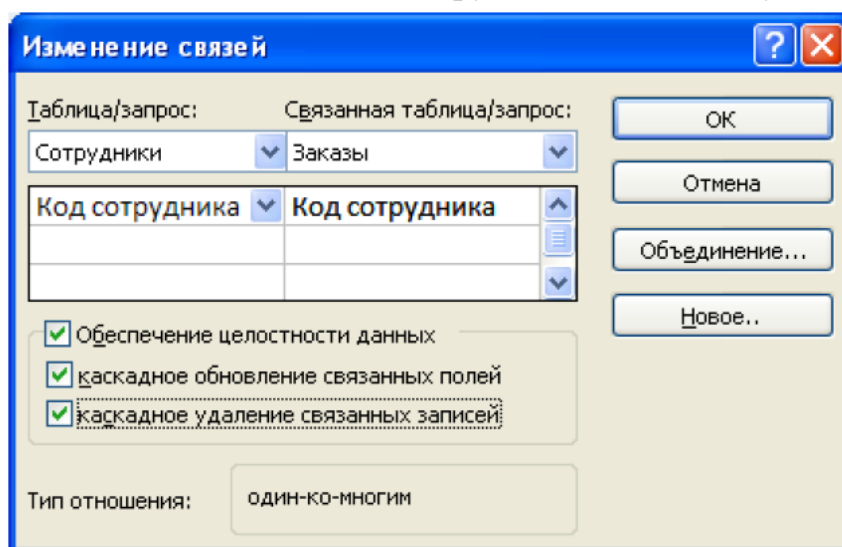 Изменение связей
Таблица/запрос: Связанная таблица/запрос:
Сотрудники Заказы
Код сотрудника Код сотрудника
Обеспечение целостности данных
каскадное обновление связанных полей
каскадное удаление связанных записей
Тип отношения: один-ко-многим
ОК
Отмена
Объединение...
Новое..